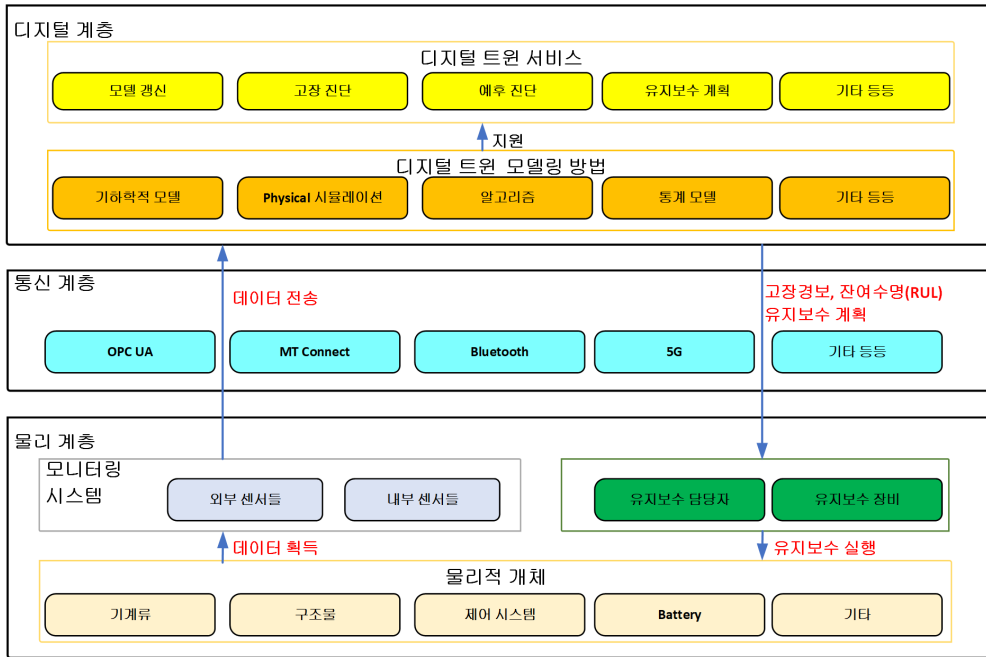 디지털 계층
디지털 트윈 서비스
모델 갱신
고장 진단
예후 진단
유지보수 계획
기타 등등
지원
디지털 트윈 모델링 방법
기하학적 모델
Physical 시뮬레이션
알고리즘
통계 모델
기타 등등
통신 계층
데이터 전송
고장경보, 잔여수명(RUL)
유지보수 계획
OPC UA
MT Connect
Bluetooth
5G
기타 등등
물리 계층
모니터링
시스템
외부 센서들
내부 센서들
유지보수 담당자
유지보수 장비
데이터 획득
유지보수 실행
물리적 개체
기계류
구조물
제어 시스템
Battery
기타